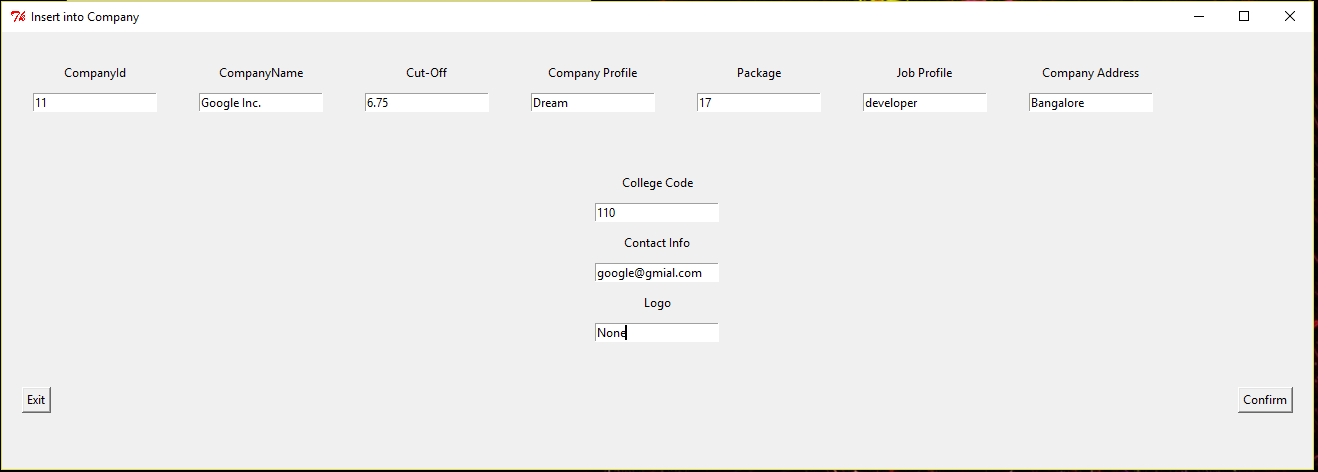 Insert into Company
CompanyId CompanyName Cut-Off Company Profile Package Job Profile Company Address
11 Google Inc. 6.75 Dream 17 developer Bangalore
College Code
110
Contact Info
google@gmial.com
Logo
None
Exit Confirm